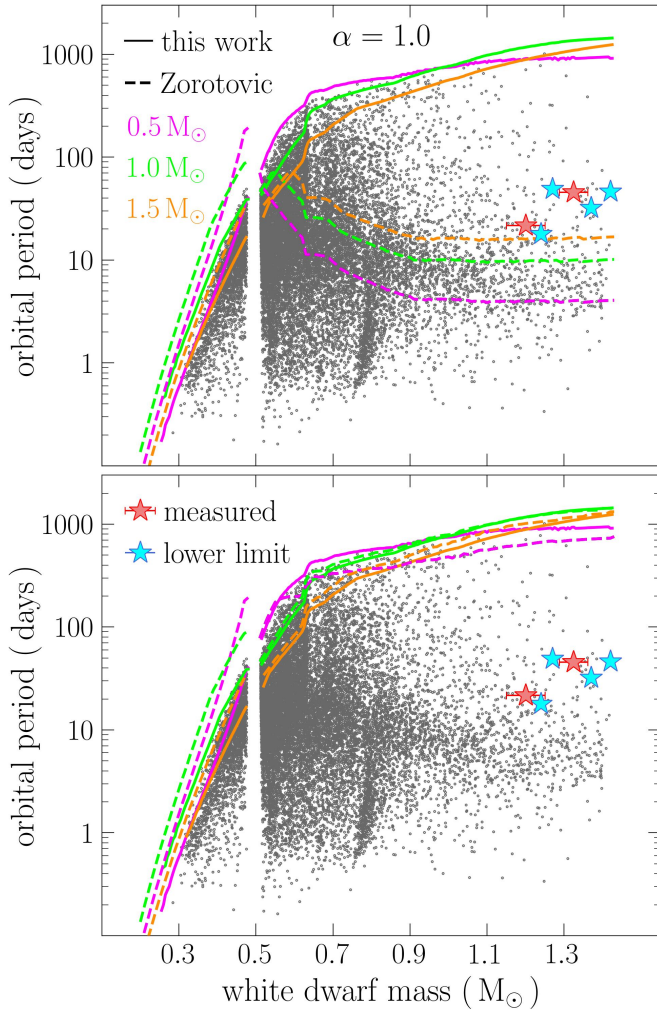 α = 1.0
this work
Zorotovic
0.5 M⊙
1.0 M⊙
1.5 M⊙
1000
100
10
1
orbital period ( days )
measured
lower limit
1000
100
10
1
orbital period ( days )
0.3 0.5 0.7 0.9 1.1 1.3
white dwarf mass ( M⊙ )